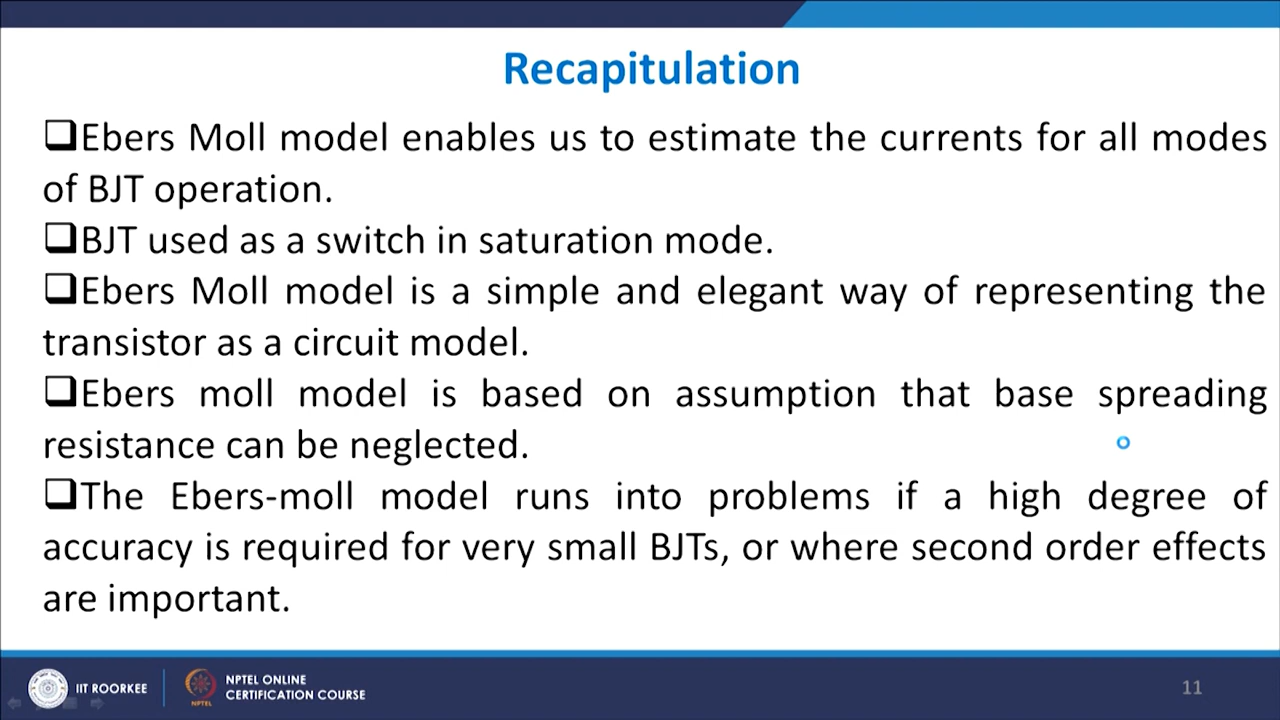 Recapitulation
❑Ebers Moll model enables us to estimate the currents for all modes
of BJT operation.
❑BJT used as a switch in saturation mode.
❑Ebers Moll model is a simple and elegant way of representing the
transistor as a circuit model.
❑Ebers moll model is based on assumption that base spreading
resistance can be neglected.
❑The Ebers-moll model runs into problems if a high degree of
accuracy is required for very small BJTs, or where second order effects
are important.
IIT ROORKEE
NPTEL
NPTEL ONLINE
CERTIFICATION COURSE
11